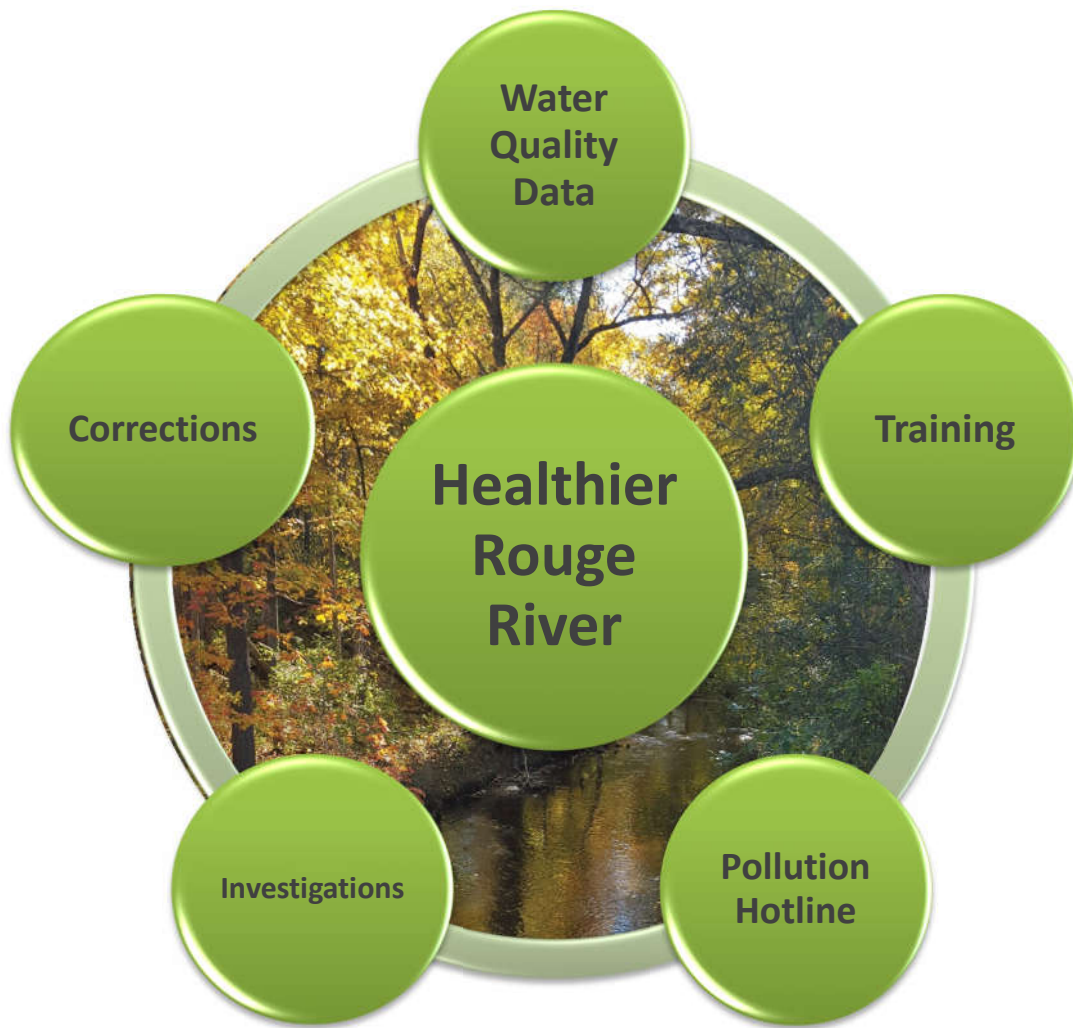 Water
Quality
Data
Training
Pollution
Hotline
Investigations
Corrections
Healthier
Rouge
River